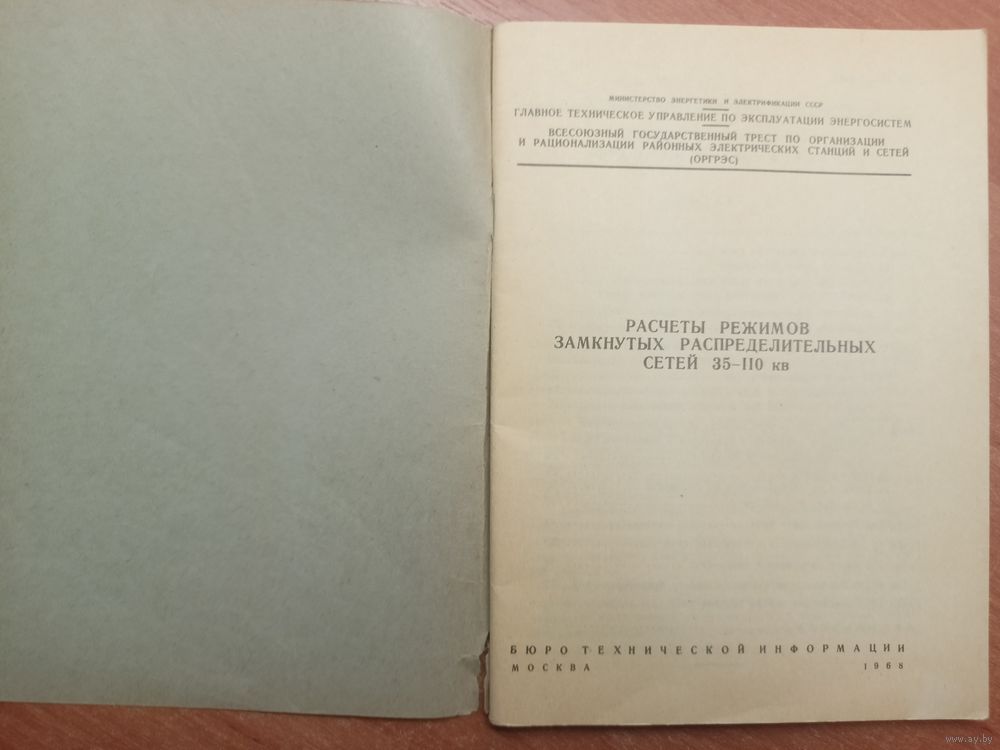 МИНИСТЕРСТВО ЭНЕРГЕТИКИ И ЭЛЕКТРИФИКАЦИИ СССР
ГЛАВНОЕ ТЕХНИЧЕСКОЕ УПРАВЛЕНИЕ ПО ЭКСПЛУАТАЦИИ ЭНЕРГОСИСТЕМ
ВСЕСОЮЗНЫЙ ГОСУДАРСТВЕННЫЙ ТРЕСТ ПО ОРГАНИЗАЦИИ
И РАЦИОНАЛИЗАЦИИ РАЙОННЫХ ЭЛЕКТРИЧЕСКИХ СТАНЦИЙ И СЕТЕЙ
(ОРГРЭС)
РАСЧЕТЫ РЕЖИМОВ
ЗАМКНУТЫХ РАСПРЕДЕЛИТЕЛЬНЫХ
СЕТЕЙ 35–110 кв
БЮРО ТЕХНИЧЕСКОЙ ИНФОРМАЦИИ
МОСКВА 1968
www.ay.by